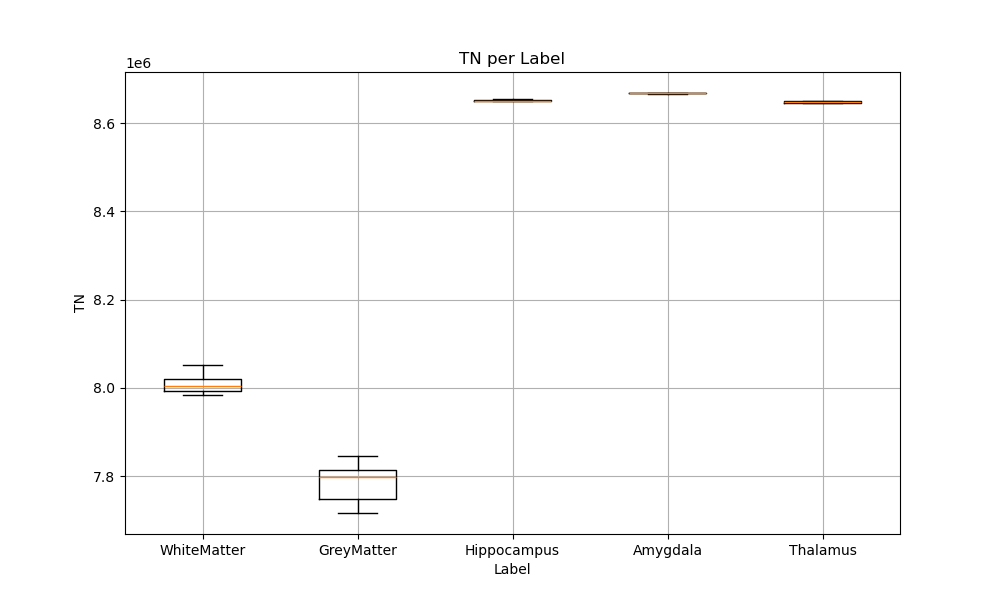 TN per Label
1e6
8.6
8.4
8.2
8.0
7.8
TN
WhiteMatter GreyMatter Hippocampus Amygdala Thalamus
Label